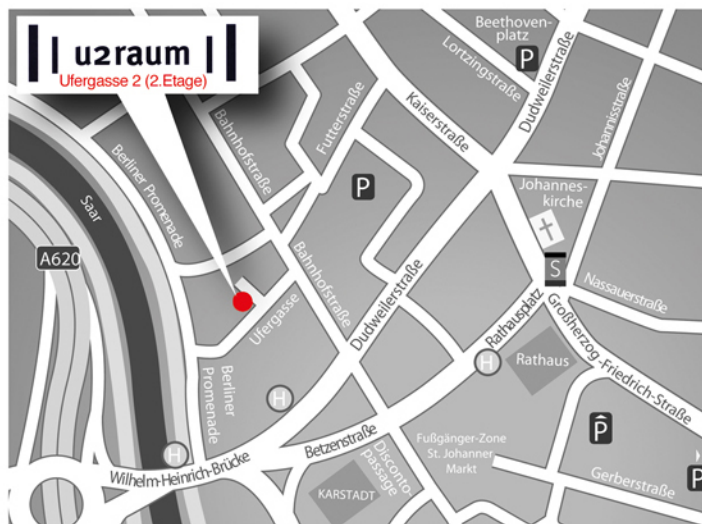 u2raum
Ufergasse 2 (2.Etage)
Beethoven-
platz
P
Lortzingstraße
Dudweilerstraße
Kaiserstraße
Johannisstraße
Futterstraße
Bahnhofstraße
Berliner Promenade
Saar
A620
P
Johannes-
kirche
S
Nassauerstraße
Bahnhofstraße
Ufergasse
Dudweilerstraße
Rathausplatz
Großherzog-Friedrich-Straße
Rathaus
H
Berliner
Promenade
H
H
Wilhelm-Heinrich-Brücke
Betzenstraße
Disconto-
passage
KARSTADT
Fußgänger-Zone
St. Johanner
Markt
P
P
Gerberstraße